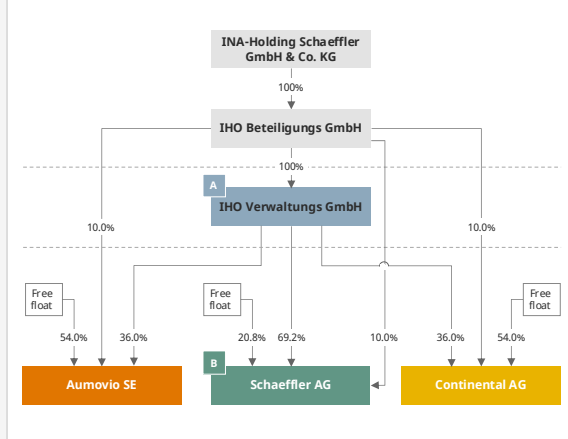 INA-Holding Schaeffler
GmbH & Co. KG
100%
IHO Beteiligungs GmbH
100%
A
IHO Verwaltungs GmbH
10.0%
10.0%
Free
float
Free
float
Free
float
54.0%
36.0%
20.8%
69.2%
10.0%
36.0%
54.0%
B
Aumovio SE
Schaeffler AG
Continental AG